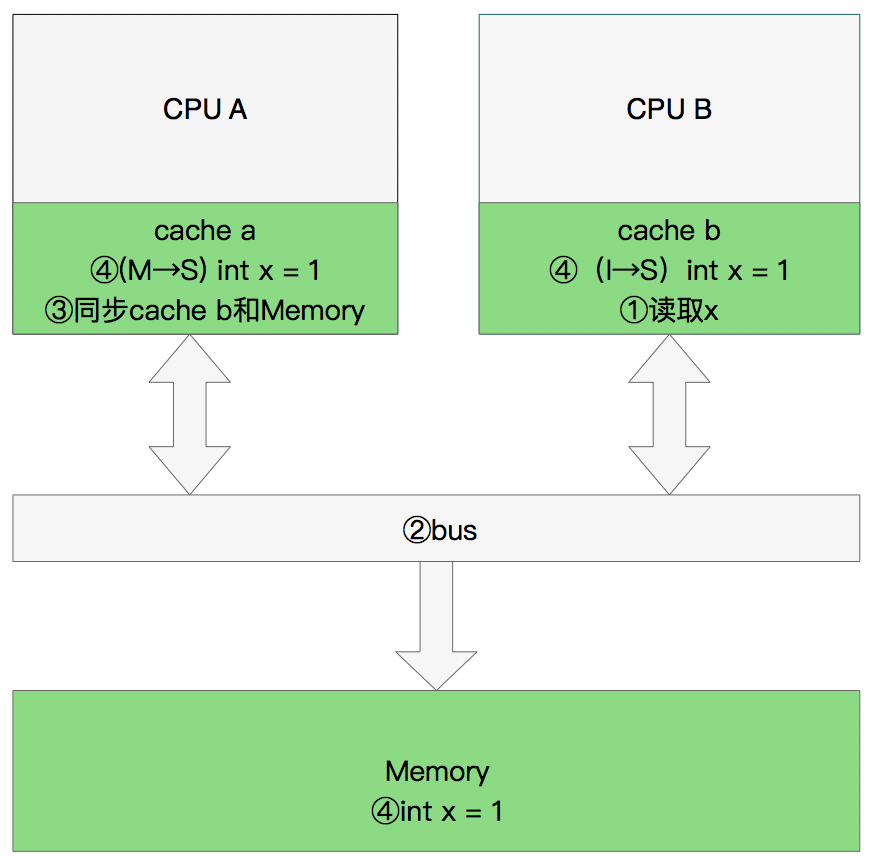 CPU A
cache a
④(M→S) int x = 1
③同步cache b和Memory
CPU B
cache b
④（I→S）int x = 1
①读取x
②bus
Memory
④int x = 1